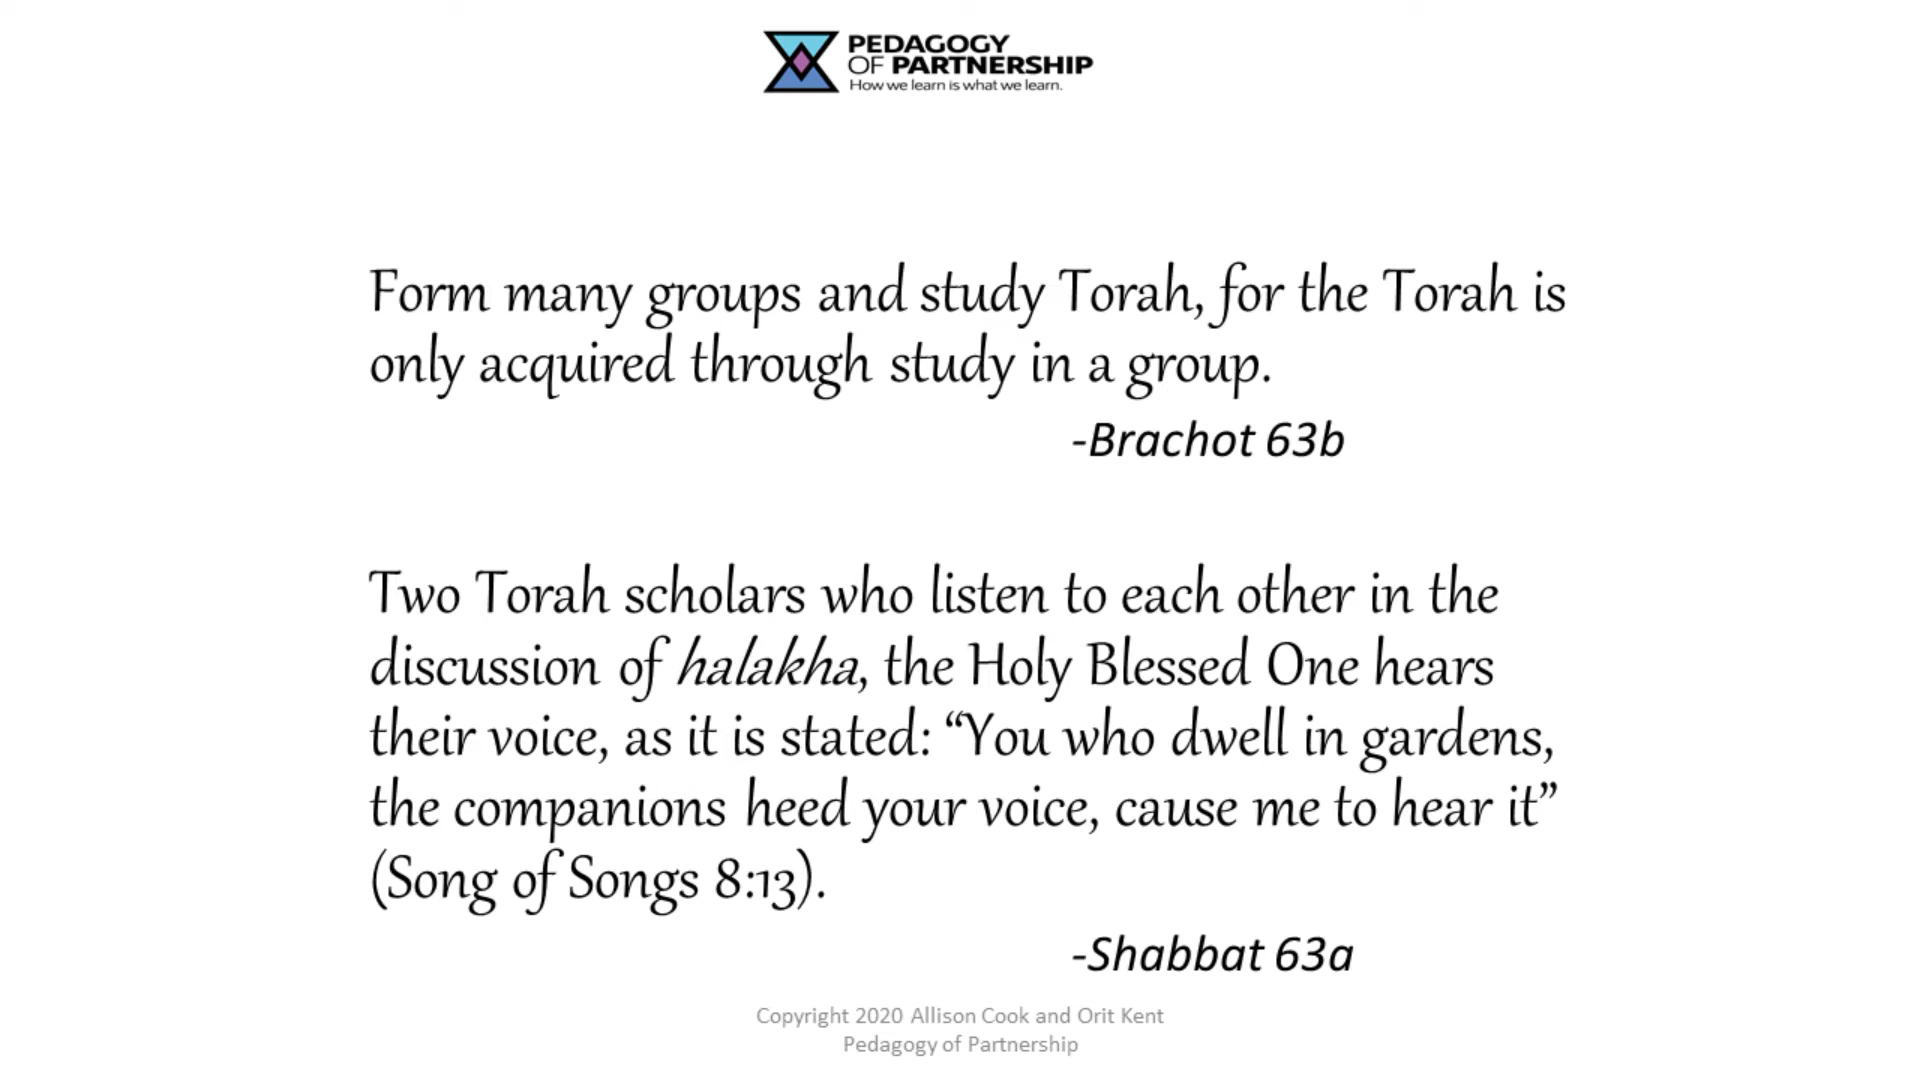 PEDAGOGY
OF PARTNERSHIP
How we learn is what we learn.
Form many groups and study Torah, for the Torah is
only acquired through study in a group.
-Brachot 63b
Two Torah scholars who listen to each other in the
discussion of halakha, the Holy Blessed One hears
their voice, as it is stated: “You who dwell in gardens,
the companions heed your voice, cause me to hear it”
(Song of Songs 8:13).
-Shabbat 63a
Copyright 2020 Allison Cook and Orit Kent
Pedagogy of Partnership